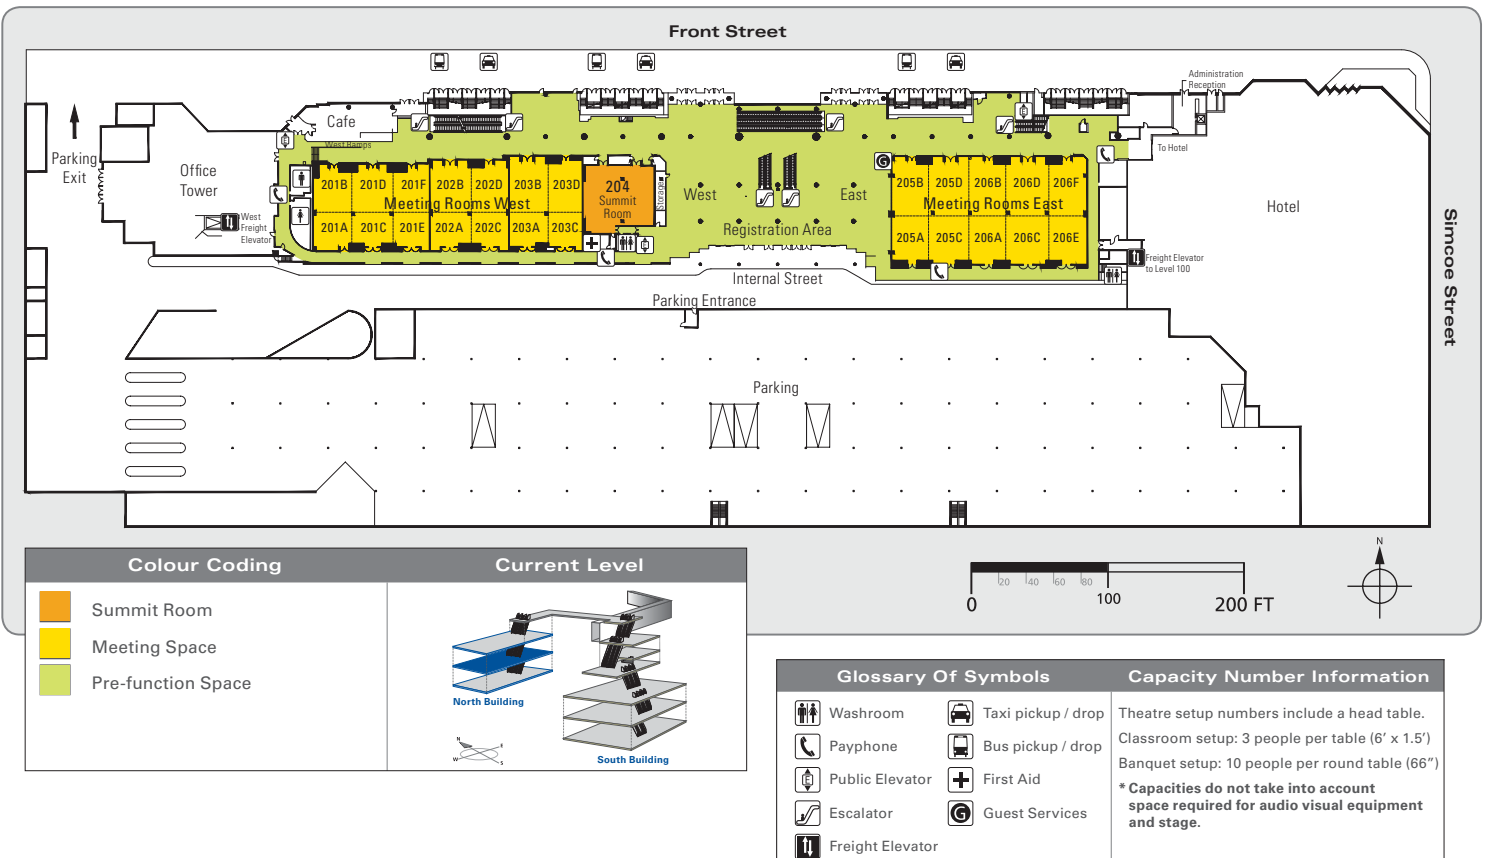 Front Street
Administration
Reception
Cafe
West Ramps
Parking
Exit
Office
Tower
To Hotel
201B 201D 201F 202B 202D 203B 203D
204
Summit
Room
Storage
West
East
G
205B 205D 206B 206D 206F
Meeting Rooms West
Meeting Rooms East
Hotel
West
Freight
Elevator
201A 201C 201E 202A 202C 203A 203C
Registration Area
205A 205C 206A 206C 206E
Freight Elevator
to Level 100
Internal Street
Parking Entrance
Simcoe Street
Parking
N
0 20 40 60 80 100 200 FT
Colour Coding
Summit Room
Meeting Space
Pre-function Space
Current Level
North Building
South Building
N
E
W
S
Glossary Of Symbols
Washroom
Payphone
E Public Elevator
Escalator
Freight Elevator
Taxi pickup / drop
Bus pickup / drop
First Aid
G Guest Services
Capacity Number Information
Theatre setup numbers include a head table.
Classroom setup: 3 people per table (6’ x 1.5’)
Banquet setup: 10 people per round table (66”)
* Capacities do not take into account
space required for audio visual equipment
and stage.